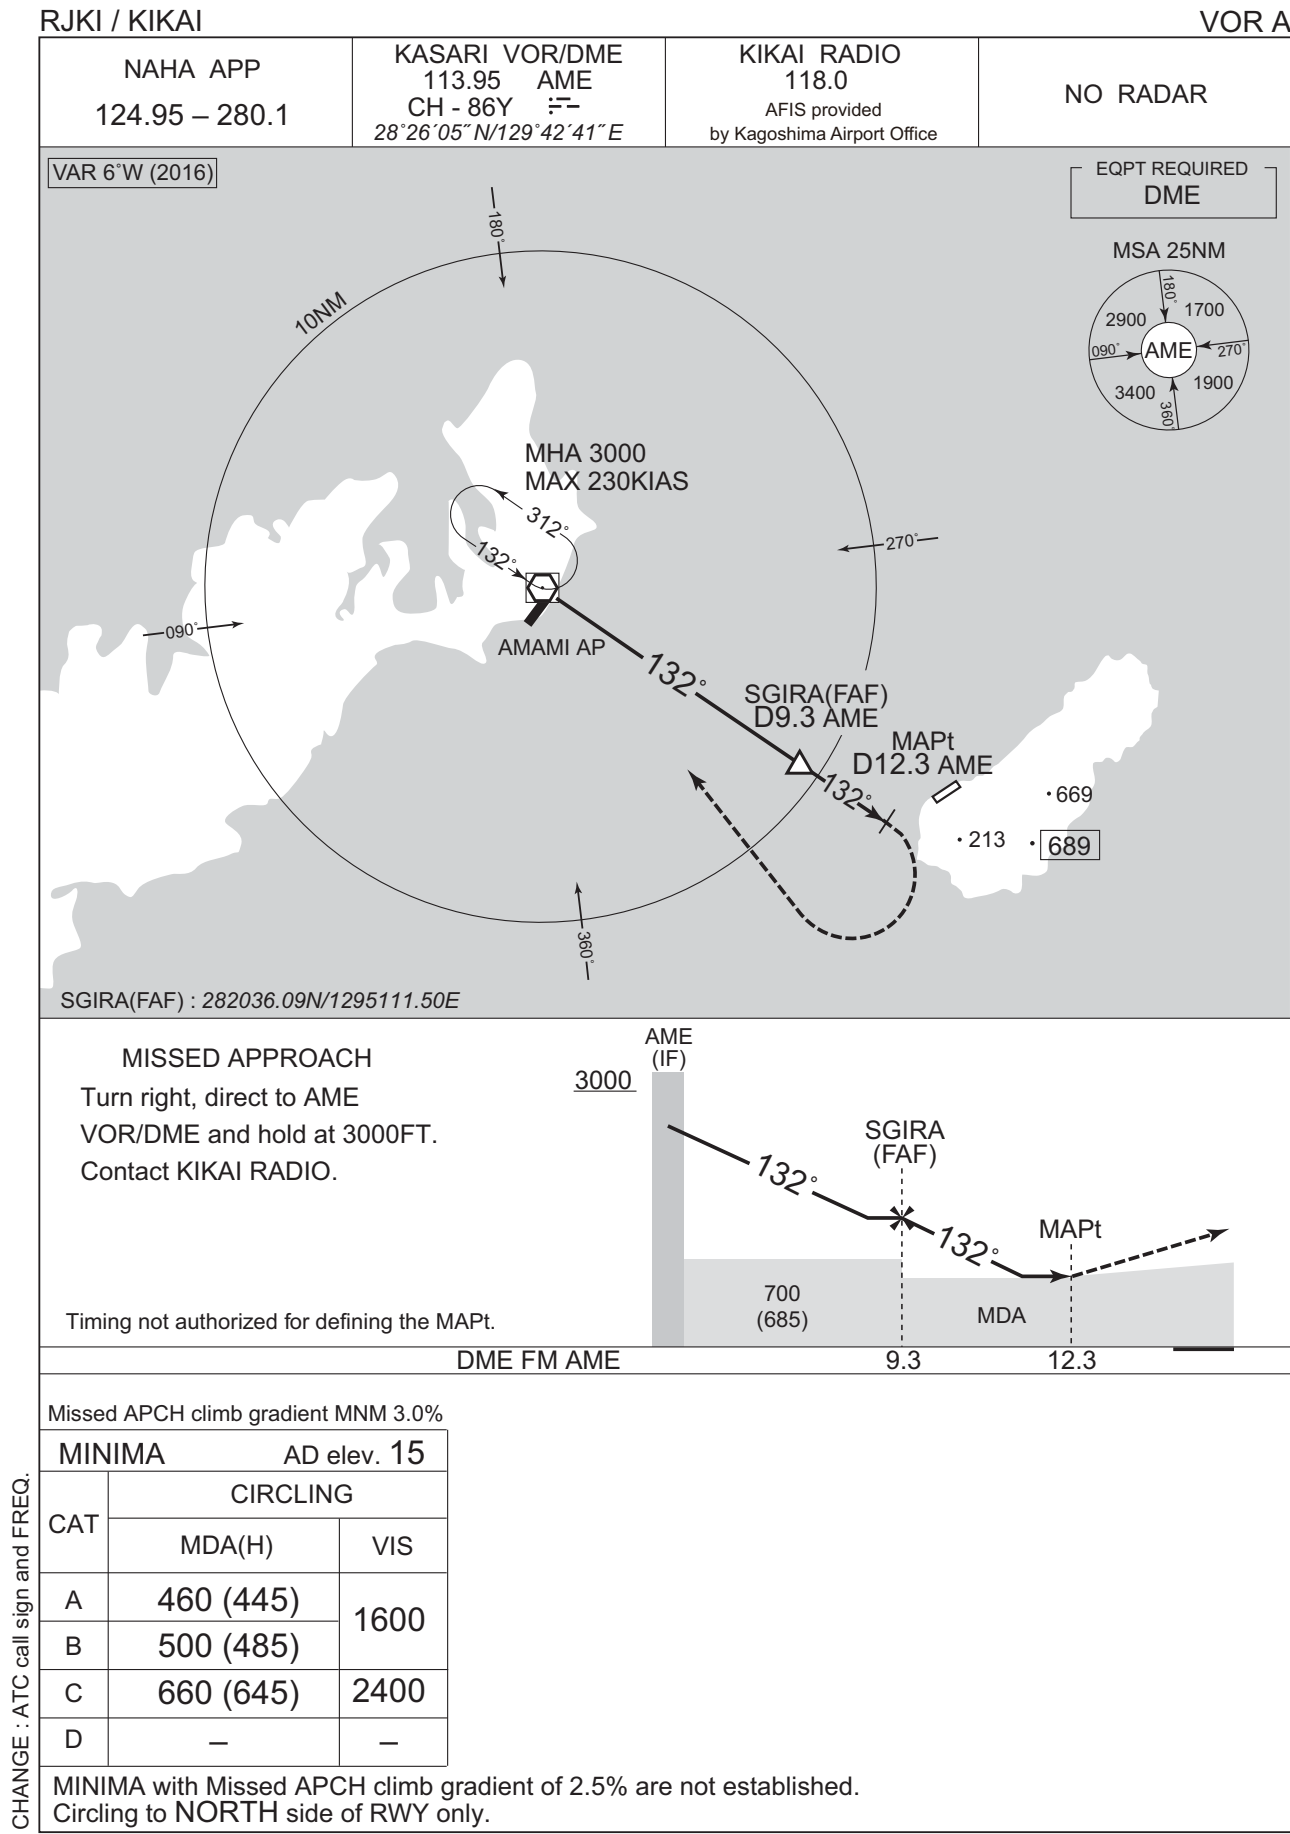 RJKI / KIKAI
VOR A
NAHA APP
124.95 – 280.1
KASARI VOR/DME
113.95 AME
CH - 86Y
28˚26´05˝N/129˚42´41˝E
KIKAI RADIO
118.0
AFIS provided
by Kagoshima Airport Office
NO RADAR
VAR 6˚W (2016)
EQPT REQUIRED
DME
MSA 25NM
180˚
2900
1700
090˚
AME
270˚
3400
1900
360˚
180˚
10NM
MHA 3000
MAX 230KIAS
312˚
132˚
270˚
090˚
AMAMI AP
132˚
SGIRA(FAF)
D9.3 AME
MAPt
D12.3 AME
132˚
669
213
689
360˚
SGIRA(FAF) : 282036.09N/1295111.50E
MISSED APPROACH
Turn right, direct to AME
VOR/DME and hold at 3000FT.
Contact KIKAI RADIO.
Timing not authorized for defining the MAPt.
AME
(IF)
3000
SGIRA
(FAF)
132˚
132˚
MAPt
700
(685)
MDA
DME FM AME
9.3
12.3
Missed APCH climb gradient MNM 3.0%
MINIMA AD elev. 15
CAT
CIRCLING
MDA(H)
VIS
A
460 (445)
1600
B
500 (485)
C
660 (645)
2400
D
–
–
MINIMA with Missed APCH climb gradient of 2.5% are not established.
Circling to NORTH side of RWY only.
CHANGE : ATC call sign and FREQ.